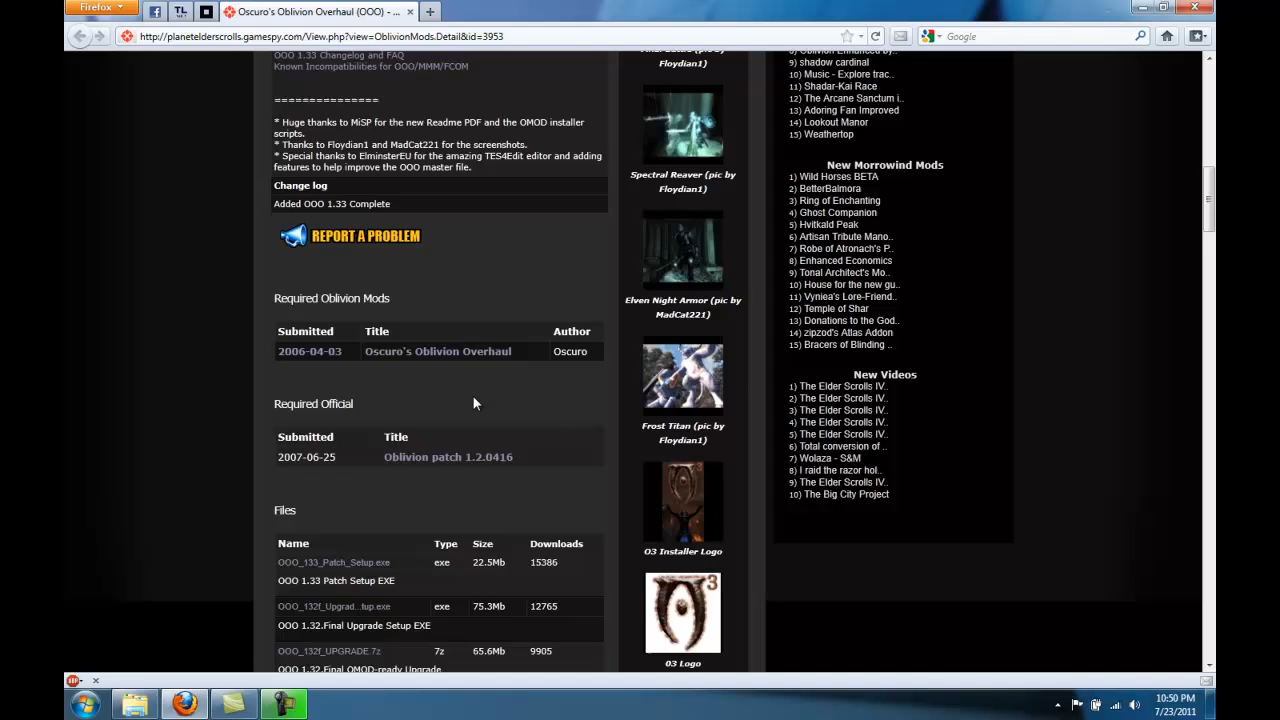 Firefox
TL
Oscuro's Oblivion Overhaul (OOO) - ...
http://planetelderscrolls.gamespy.com/View.php?view=OblivionMods.Detail&id=3953
Google
OOO 1.33 Changelog and FAQ
Known Incompatibilities for OOO/MMM/FCOM
===============
* Huge thanks to MiSP for the new Readme PDF and the OMOD installer
scripts.
* Thanks to Floydian1 and MadCat221 for the screenshots.
* Special thanks to ElminsterEU for the amazing TES4Edit editor and adding
features to help improve the OOO master file.
Change log
Added OOO 1.33 Complete
REPORT A PROBLEM
Required Oblivion Mods
Submitted Title Author
2006-04-03 Oscuro's Oblivion Overhaul Oscuro
Required Official
Submitted Title
2007-06-25 Oblivion patch 1.2.0416
Files
Name Type Size Downloads
OOO_133_Patch_Setup.exe exe 22.5Mb 15386
OOO 1.33 Patch Setup EXE
OOO_132f_Upgrad...tup.exe exe 75.3Mb 12765
OOO 1.32.Final Upgrade Setup EXE
OOO_132f_UPGRADE.7z 7z 65.6Mb 9905
OOO 1.32.Final OMOD-ready Upgrade
Floydian1)
Spectral Reaver (pic by
Floydian1)
Elven Night Armor (pic by
MadCat221)
Frost Titan (pic by
Floydian1)
O3 Installer Logo
3
03 Logo
8) Oblivion Enhanced by..
9) shadow cardinal
10) Music - Explore trac..
11) Shadar-Kai Race
12) The Arcane Sanctum i..
13) Adoring Fan Improved
14) Lookout Manor
15) Weathertop
New Morrowind Mods
1) Wild Horses BETA
2) BetterBalmora
3) Ring of Enchanting
4) Ghost Companion
5) Hvitkald Peak
6) Artisan Tribute Mano..
7) Robe of Atronach's P..
8) Enhanced Economics
9) Tonal Architect's Mo..
10) House for the new gu..
11) Vyniea's Lore-Friend..
12) Temple of Shar
13) Donations to the God..
14) zipzod's Atlas Addon
15) Bracers of Blinding ..
New Videos
1) The Elder Scrolls IV..
2) The Elder Scrolls IV..
3) The Elder Scrolls IV..
4) The Elder Scrolls IV..
5) The Elder Scrolls IV..
6) Total conversion of ..
7) Wolaza - S&M
8) I raid the razor hol..
9) The Elder Scrolls IV..
10) The Big City Project
10:50 PM
7/23/2011